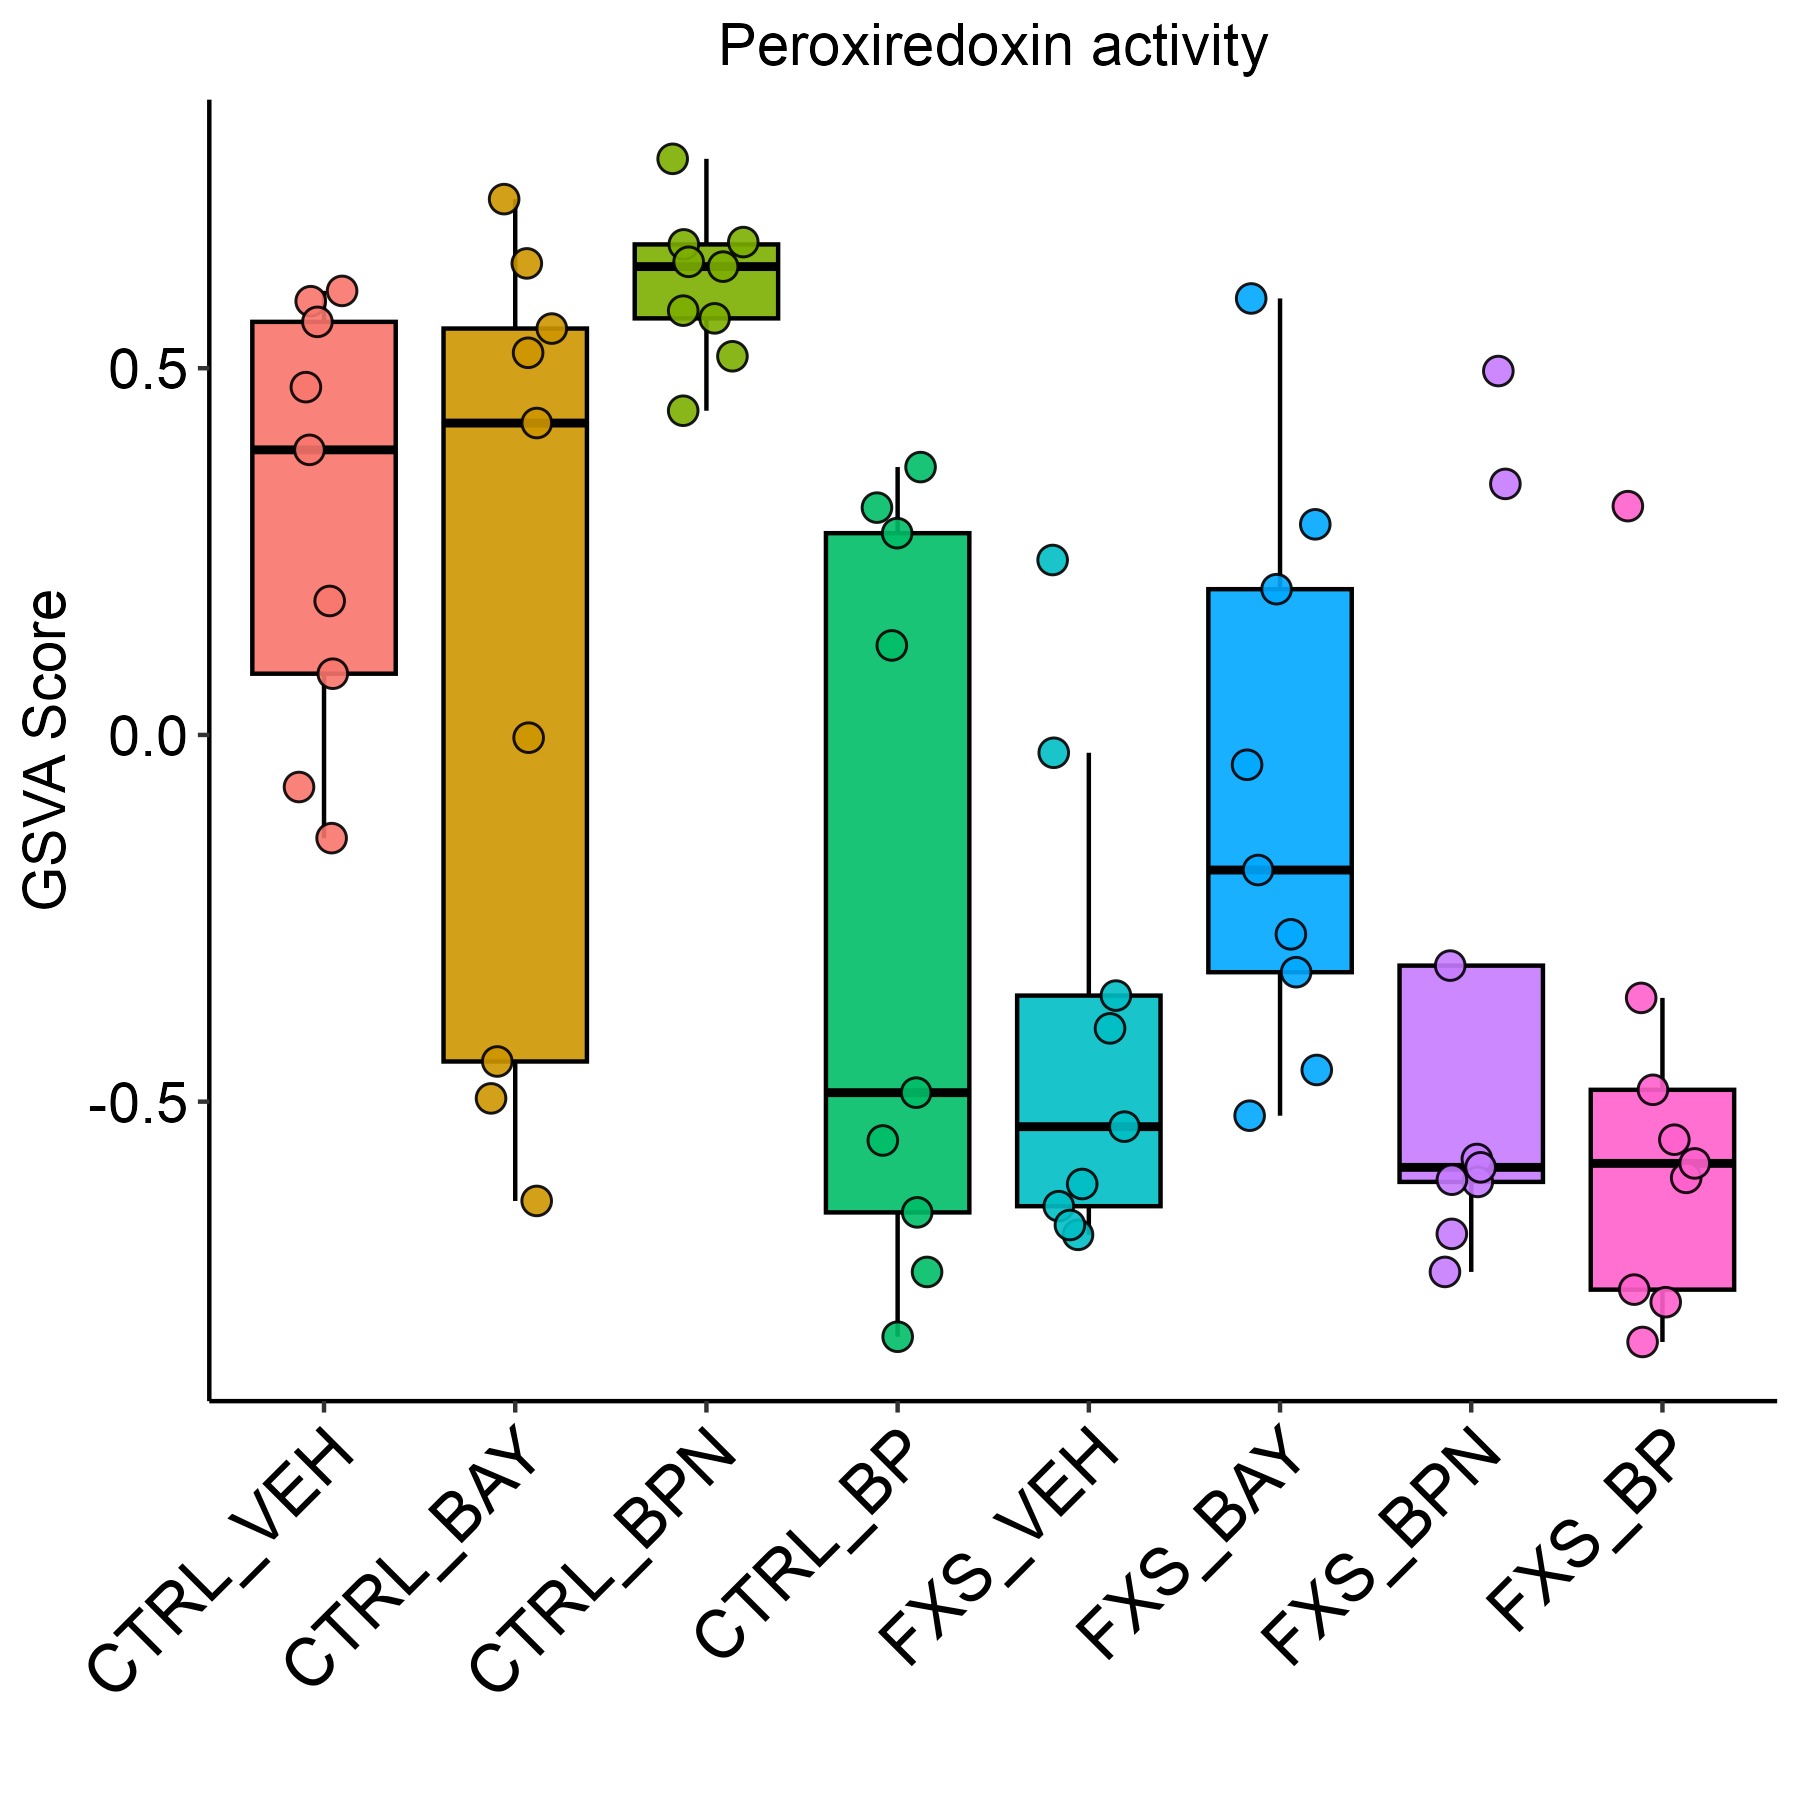 Peroxiredoxin activity
GSVA Score
0.5
0.0
-0.5
CTRL_VEH
CTRL_BAY
CTRL_BPN
CTRL_BP
FXS_VEH
FXS_BAY
FXS_BPN
FXS_BP